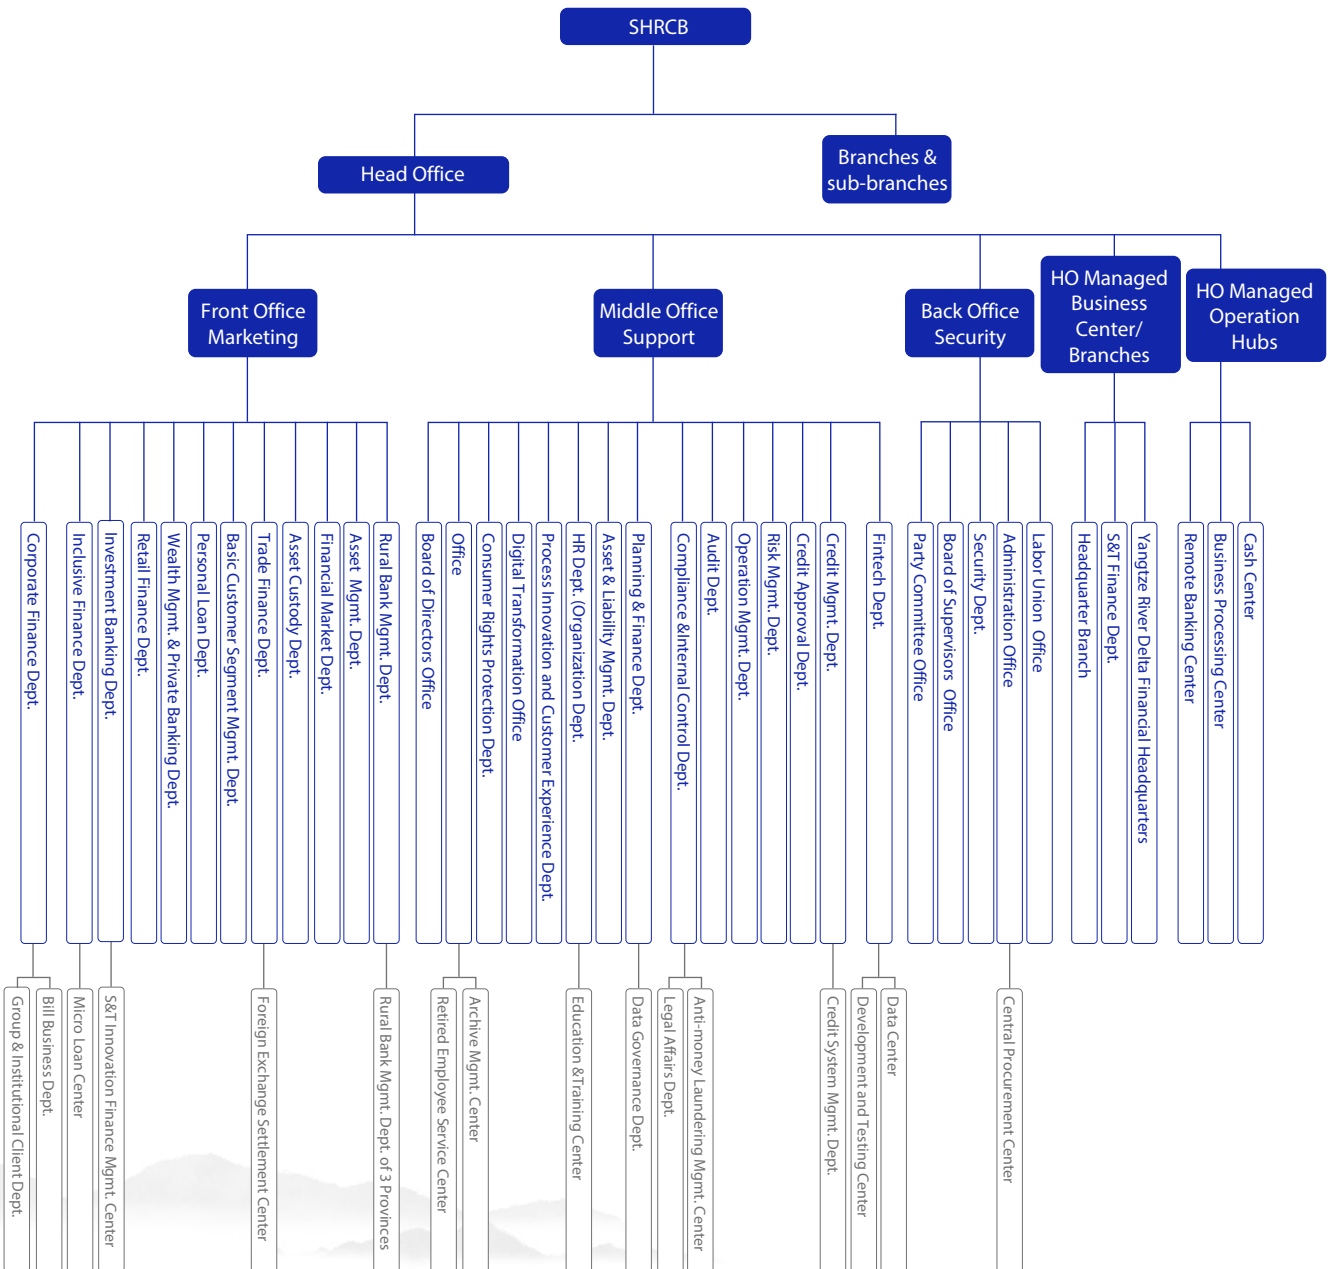 SHRCB
Head Office
Branches &
sub-branches
Front Office
Marketing
Middle Office
Support
Back Office
Security
HO Managed
Business
Center/
Branches
HO Managed
Operation
Hubs
Corporate Finance Dept.
Inclusive Finance Dept.
Investment Banking Dept.
Retail Finance Dept.
Wealth Mgmt. & Private Banking Dept.
Personal Loan Dept.
Basic Customer Segment Mgmt. Dept.
Trade Finance Dept.
Asset Custody Dept.
Financial Market Dept.
Asset Mgmt. Dept.
Rural Bank Mgmt. Dept.
Board of Directors Office
Office
Consumer Rights Protection Dept.
Digital Transformation Office
Process Innovation and Customer Experience Dept.
HR Dept. (Organization Dept.
Asset & Liability Mgmt. Dept.
Planning & Finance Dept.
Compliance &Internal Control Dept.
Audit Dept.
Operation Mgmt. Dept.
Risk Mgmt. Dept.
Credit Approval Dept.
Credit Mgmt. Dept.
Fintech Dept.
Party Committee Office
Board of Supervisors Office
Security Dept.
Administration Office
Labor Union Office
Headquarter Branch
S&T Finance Dept.
Yangtze River Delta Financial Headquarters
Remote Banking Center
Business Processing Center
Cash Center
Group & Institutional Client Dept.
Bill Business Dept.
Micro Loan Center
S&T Innovation Finance Mgmt. Center
Foreign Exchange Settlement Center
Rural Bank Mgmt. Dept. of 3 Provinces
Retired Employee Service Center
Archive Mgmt. Center
Education &Training Center
Data Governance Dept.
Legal Affairs Dept.
Anti-money Laundering Mgmt. Center
Credit System Mgmt. Dept.
Development and Testing Center
Data Center
Central Procurement Center